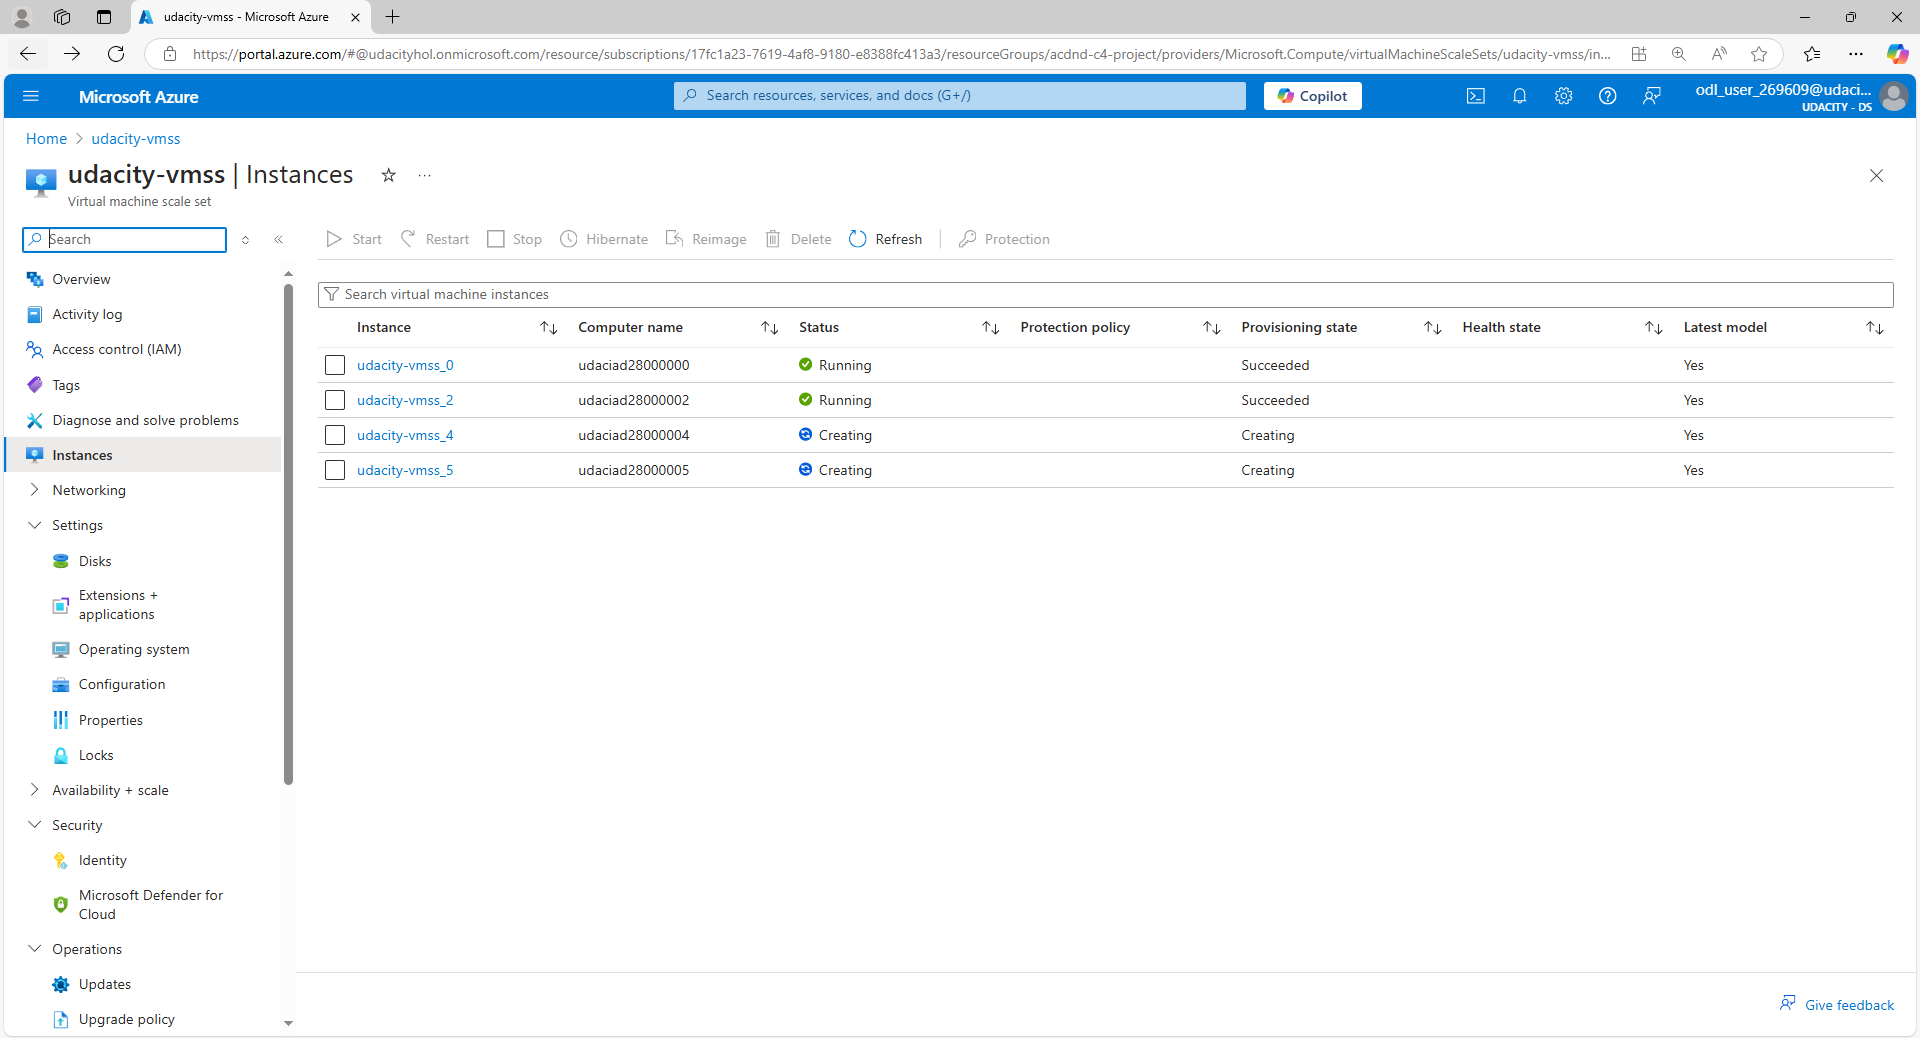 udacity-vmss - Microsoft Azure
https://portal.azure.com/#@udacityhol.onmicrosoft.com/resource/subscriptions/17fc1a23-7619-4af8-9180-e8388fc413a3/resourceGroups/acdnd-c4-project/providers/Microsoft.Compute/virtualMachineScaleSets/udacity-vmss/in...
Microsoft Azure
Search resources, services, and docs (G+/)
Copilot
odl_user_269609@udaci...
UDACITY - DS
Home > udacity-vmss
udacity-vmss | Instances
Virtual machine scale set
Search
Start Restart Stop Hibernate Reimage Delete Refresh Protection
Overview
Activity log
Access control (IAM)
Tags
Diagnose and solve problems
Instances
Networking
Settings
Disks
Extensions +
applications
Operating system
Configuration
Properties
Locks
Availability + scale
Security
Identity
Microsoft Defender for
Cloud
Operations
Updates
Upgrade policy
Search virtual machine instances
Instance Computer name Status Protection policy Provisioning state Health state Latest model
udacity-vmss_0 udaciad28000000 Running Succeeded Yes
udacity-vmss_2 udaciad28000002 Running Succeeded Yes
udacity-vmss_4 udaciad28000004 Creating Creating Yes
udacity-vmss_5 udaciad28000005 Creating Creating Yes
Give feedback